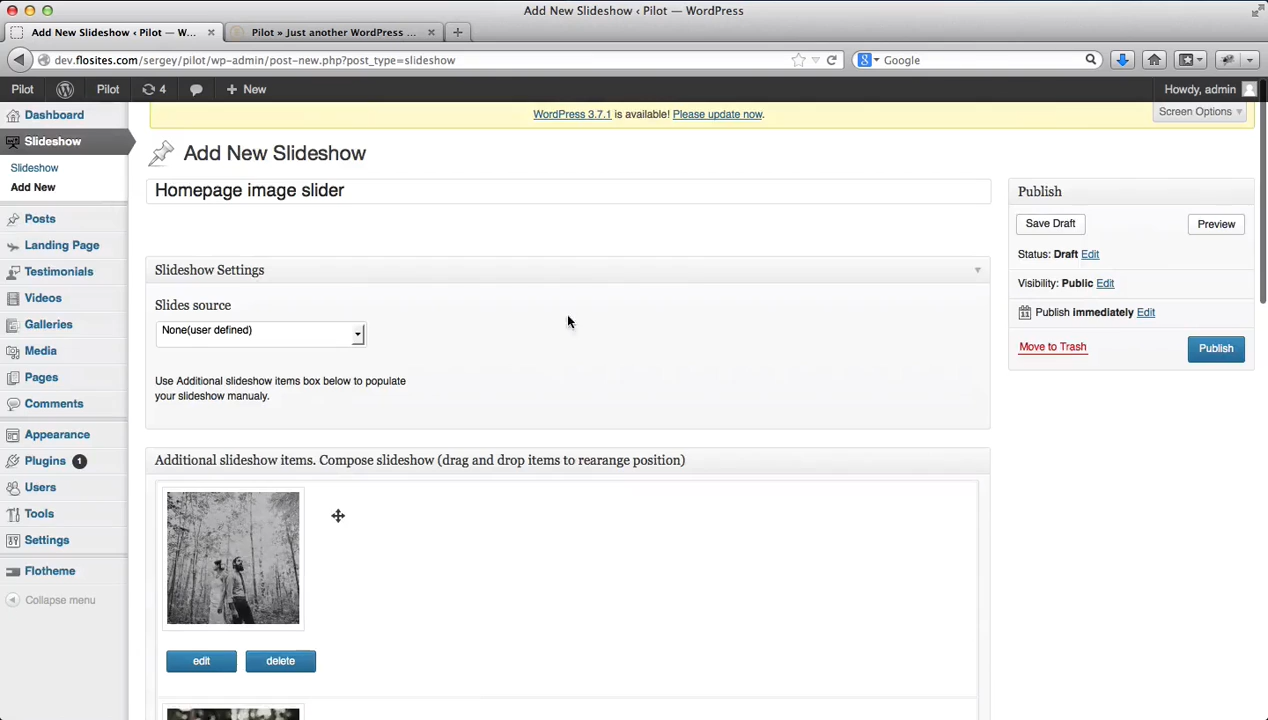 Add New Slideshow ‹ Pilot — WordPress
Add New Slideshow ‹ Pilot — W...
Pilot » Just another WordPress ...
dev.flosites.com/sergey/pilot/wp-admin/post-new.php?post_type=slideshow
Google
Pilot
Pilot
4
+ New
Howdy, admin
WordPress 3.7.1 is available! Please update now.
Screen Options
Dashboard
Slideshow
Slideshow
Add New
Posts
Landing Page
Testimonials
Videos
Galleries
Media
Pages
Comments
Appearance
Plugins 1
Users
Tools
Settings
Flotheme
Collapse menu
Add New Slideshow
Homepage image slider
Slideshow Settings
Slides source
None(user defined)
Use Additional slideshow items box below to populate
your slideshow manualy.
Additional slideshow items. Compose slideshow (drag and drop items to rearange position)
edit
delete
Publish
Save Draft
Preview
Status: Draft Edit
Visibility: Public Edit
Publish immediately Edit
Move to Trash
Publish